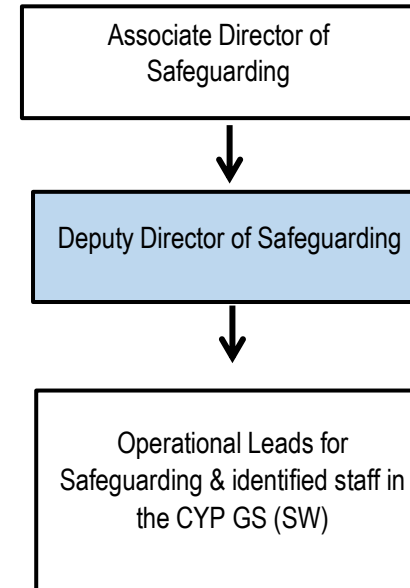 Associate Director of
Safeguarding
Deputy Director of Safeguarding
Operational Leads for
Safeguarding & identified staff in
the CYP GS (SW)